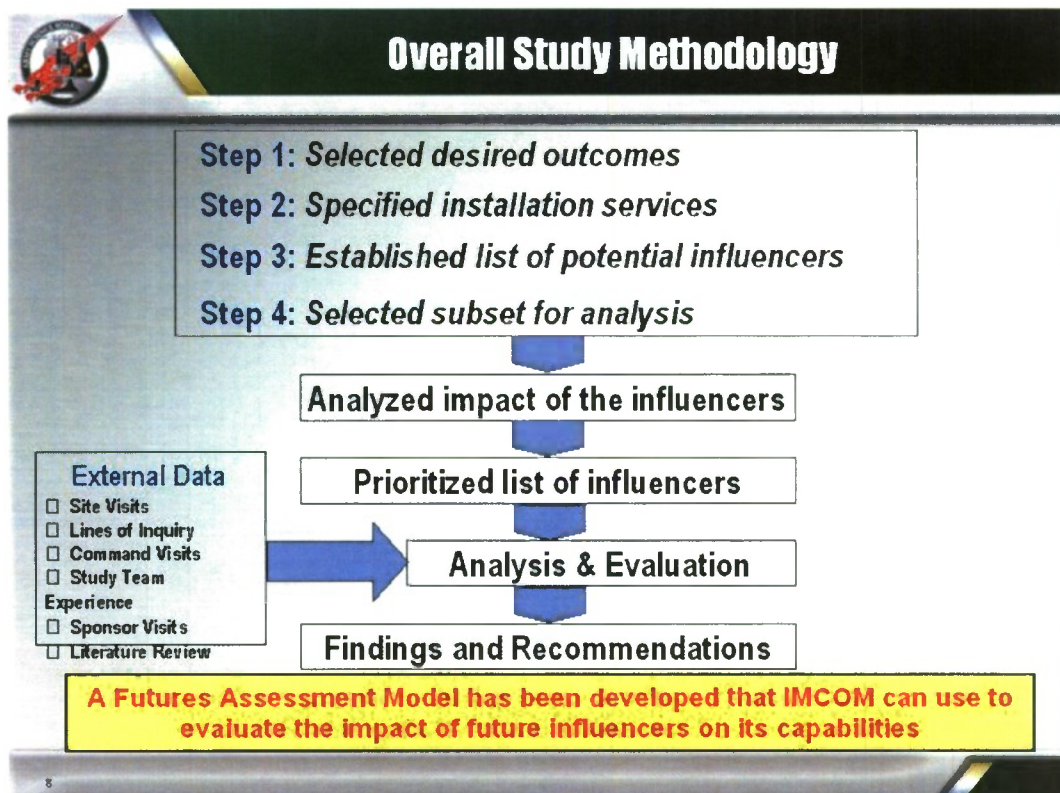 Overall Study Methodology
Step 1: Selected desired outcomes
Step 2: Specified installation services
Step 3: Established list of potential influencers
Step 4: Selected subset for analysis
Analyzed impact of the influencers
Prioritized list of influencers
External Data
☐ Site Visits
☐ Lines of Inquiry
☐ Command Visits
☐ Study Team
Experience
☐ Sponsor Visits
☐ Literature Review
Analysis & Evaluation
Findings and Recommendations
A Futures Assessment Model has been developed that IMCOM can use to
evaluate the impact of future influencers on its capabilities
8